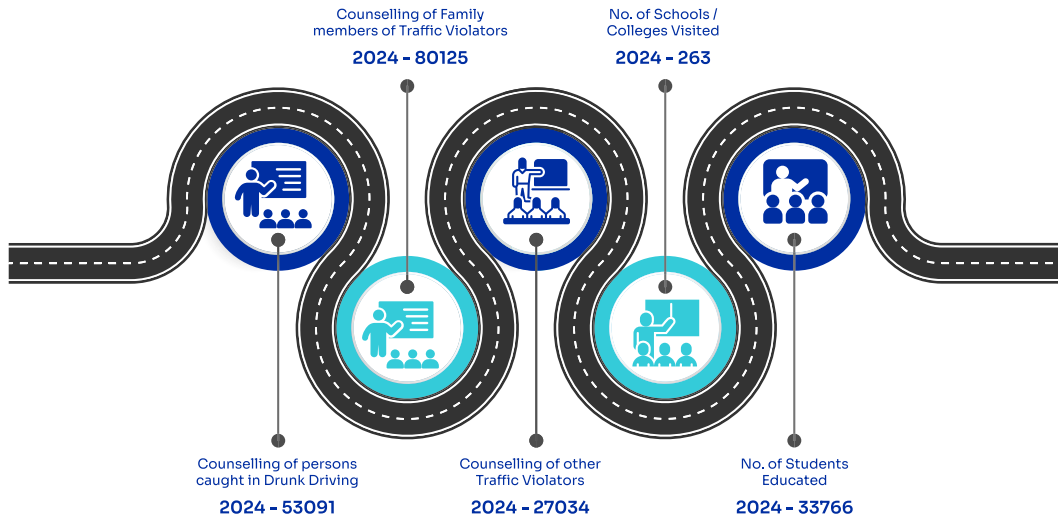 Counselling of Family
members of Traffic Violators
2024 - 80125
No. of Schools /
Colleges Visited
2024 - 263
Counselling of persons
caught in Drunk Driving
2024 - 53091
Counselling of other
Traffic Violators
2024 - 27034
No. of Students
Educated
2024 - 33766